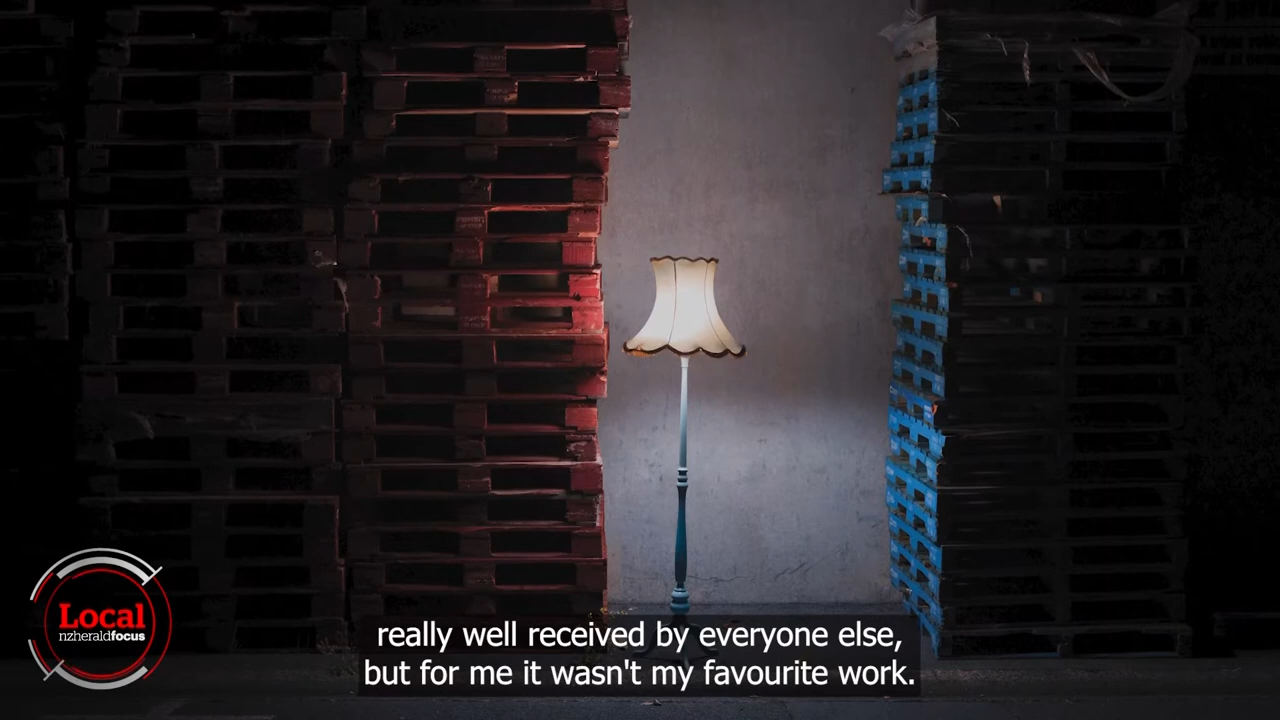 Local
nzheraldfocus
really well received by everyone else,
but for me it wasn't my favourite work.